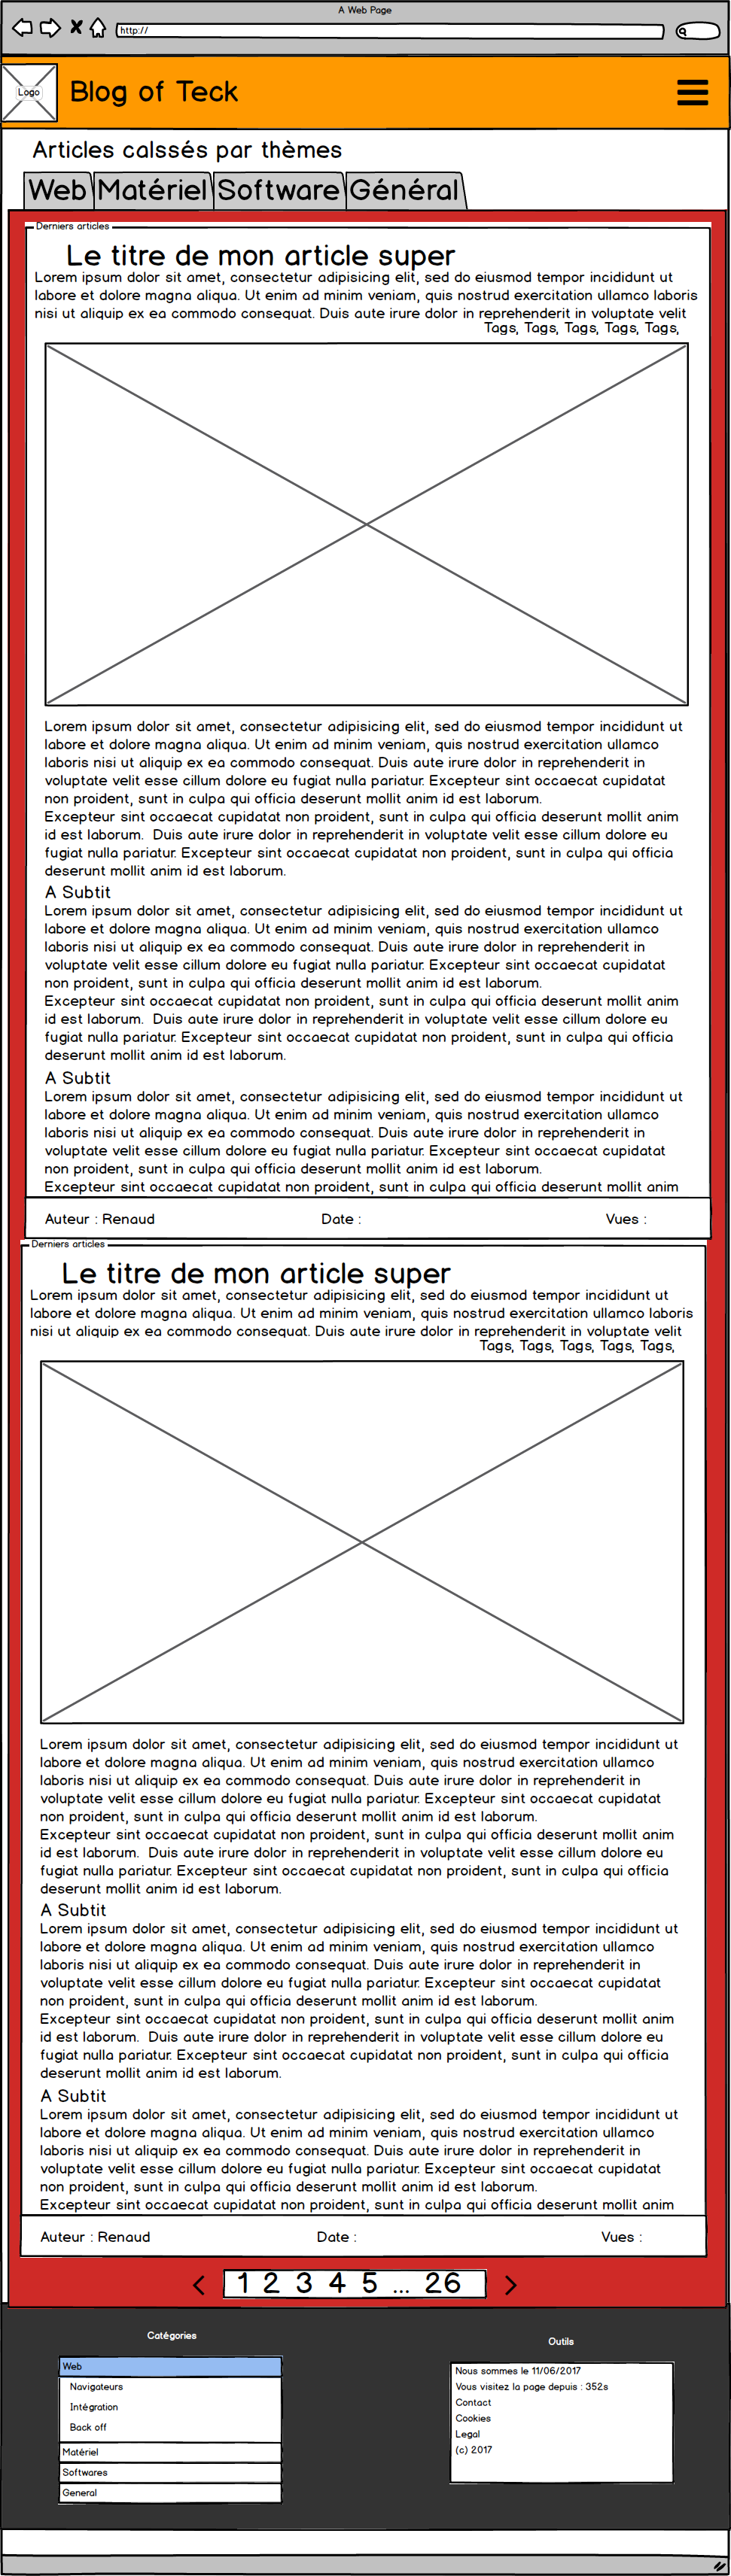 A Web Page
http://
Logo
Blog of Teck
Articles calssés par thèmes
Web Matériel Software Général
Derniers articles
Le titre de mon article super
Lorem ipsum dolor sit amet, consectetur adipisicing elit, sed do eiusmod tempor incididunt ut
labore et dolore magna aliqua. Ut enim ad minim veniam, quis nostrud exercitation ullamco laboris
nisi ut aliquip ex ea commodo consequat. Duis aute irure dolor in reprehenderit in voluptate velit
Tags, Tags, Tags, Tags, Tags,
Lorem ipsum dolor sit amet, consectetur adipisicing elit, sed do eiusmod tempor incididunt ut
labore et dolore magna aliqua. Ut enim ad minim veniam, quis nostrud exercitation ullamco
laboris nisi ut aliquip ex ea commodo consequat. Duis aute irure dolor in reprehenderit in
voluptate velit esse cillum dolore eu fugiat nulla pariatur. Excepteur sint occaecat cupidatat
non proident, sunt in culpa qui officia deserunt mollit anim id est laborum.
Excepteur sint occaecat cupidatat non proident, sunt in culpa qui officia deserunt mollit anim
id est laborum.  Duis aute irure dolor in reprehenderit in voluptate velit esse cillum dolore eu
fugiat nulla pariatur. Excepteur sint occaecat cupidatat non proident, sunt in culpa qui officia
deserunt mollit anim id est laborum.
A Subtit
Lorem ipsum dolor sit amet, consectetur adipisicing elit, sed do eiusmod tempor incididunt ut
labore et dolore magna aliqua. Ut enim ad minim veniam, quis nostrud exercitation ullamco
laboris nisi ut aliquip ex ea commodo consequat. Duis aute irure dolor in reprehenderit in
voluptate velit esse cillum dolore eu fugiat nulla pariatur. Excepteur sint occaecat cupidatat
non proident, sunt in culpa qui officia deserunt mollit anim id est laborum.
Excepteur sint occaecat cupidatat non proident, sunt in culpa qui officia deserunt mollit anim
id est laborum.  Duis aute irure dolor in reprehenderit in voluptate velit esse cillum dolore eu
fugiat nulla pariatur. Excepteur sint occaecat cupidatat non proident, sunt in culpa qui officia
deserunt mollit anim id est laborum.
A Subtit
Lorem ipsum dolor sit amet, consectetur adipisicing elit, sed do eiusmod tempor incididunt ut
labore et dolore magna aliqua. Ut enim ad minim veniam, quis nostrud exercitation ullamco
laboris nisi ut aliquip ex ea commodo consequat. Duis aute irure dolor in reprehenderit in
voluptate velit esse cillum dolore eu fugiat nulla pariatur. Excepteur sint occaecat cupidatat
non proident, sunt in culpa qui officia deserunt mollit anim id est laborum.
Excepteur sint occaecat cupidatat non proident, sunt in culpa qui officia deserunt mollit anim
Auteur : Renaud Date : Vues :
Derniers articles
Le titre de mon article super
Lorem ipsum dolor sit amet, consectetur adipisicing elit, sed do eiusmod tempor incididunt ut
labore et dolore magna aliqua. Ut enim ad minim veniam, quis nostrud exercitation ullamco laboris
nisi ut aliquip ex ea commodo consequat. Duis aute irure dolor in reprehenderit in voluptate velit
Tags, Tags, Tags, Tags, Tags,
Lorem ipsum dolor sit amet, consectetur adipisicing elit, sed do eiusmod tempor incididunt ut
labore et dolore magna aliqua. Ut enim ad minim veniam, quis nostrud exercitation ullamco
laboris nisi ut aliquip ex ea commodo consequat. Duis aute irure dolor in reprehenderit in
voluptate velit esse cillum dolore eu fugiat nulla pariatur. Excepteur sint occaecat cupidatat
non proident, sunt in culpa qui officia deserunt mollit anim id est laborum.
Excepteur sint occaecat cupidatat non proident, sunt in culpa qui officia deserunt mollit anim
id est laborum.  Duis aute irure dolor in reprehenderit in voluptate velit esse cillum dolore eu
fugiat nulla pariatur. Excepteur sint occaecat cupidatat non proident, sunt in culpa qui officia
deserunt mollit anim id est laborum.
A Subtit
Lorem ipsum dolor sit amet, consectetur adipisicing elit, sed do eiusmod tempor incididunt ut
labore et dolore magna aliqua. Ut enim ad minim veniam, quis nostrud exercitation ullamco
laboris nisi ut aliquip ex ea commodo consequat. Duis aute irure dolor in reprehenderit in
voluptate velit esse cillum dolore eu fugiat nulla pariatur. Excepteur sint occaecat cupidatat
non proident, sunt in culpa qui officia deserunt mollit anim id est laborum.
Excepteur sint occaecat cupidatat non proident, sunt in culpa qui officia deserunt mollit anim
id est laborum.  Duis aute irure dolor in reprehenderit in voluptate velit esse cillum dolore eu
fugiat nulla pariatur. Excepteur sint occaecat cupidatat non proident, sunt in culpa qui officia
deserunt mollit anim id est laborum.
A Subtit
Lorem ipsum dolor sit amet, consectetur adipisicing elit, sed do eiusmod tempor incididunt ut
labore et dolore magna aliqua. Ut enim ad minim veniam, quis nostrud exercitation ullamco
laboris nisi ut aliquip ex ea commodo consequat. Duis aute irure dolor in reprehenderit in
voluptate velit esse cillum dolore eu fugiat nulla pariatur. Excepteur sint occaecat cupidatat
non proident, sunt in culpa qui officia deserunt mollit anim id est laborum.
Excepteur sint occaecat cupidatat non proident, sunt in culpa qui officia deserunt mollit anim
Auteur : Renaud Date : Vues :
1 2 3 4 5 ... 26
Catégories
Web
Navigateurs
Intégration
Back off
Matériel
Softwares
General
Outils
Nous sommes le 11/06/2017
Vous visitez la page depuis : 352s
Contact
Cookies
Legal
(c) 2017